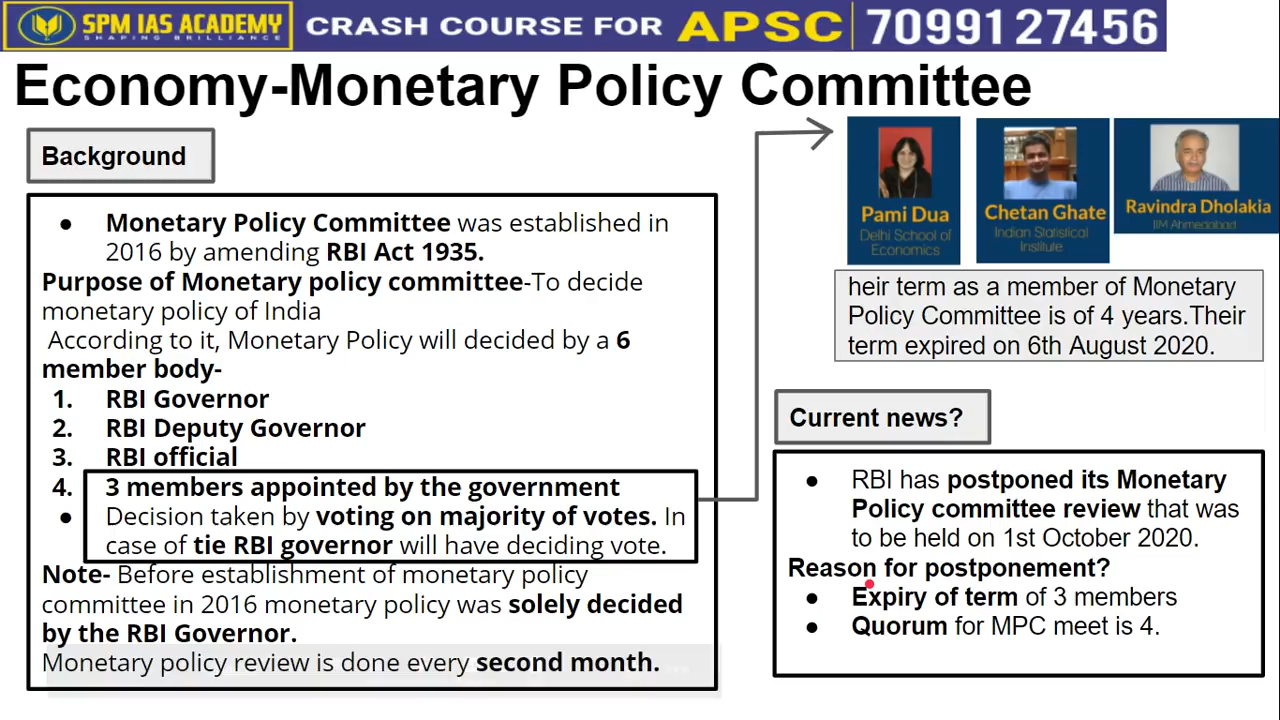 SPM IAS ACADEMY
SHAPING BRILLIANCE
CRASH COURSE FOR APSC 70991 27456
Economy-Monetary Policy Committee
Background
● Monetary Policy Committee was established in
2016 by amending RBI Act 1935.
Purpose of Monetary policy committee-To decide
monetary policy of India
According to it, Monetary Policy will decided by a 6
member body-
1. RBI Governor
2. RBI Deputy Governor
3. RBI official
4. 3 members appointed by the government
● Decision taken by voting on majority of votes. In
case of tie RBI governor will have deciding vote.
Note- Before establishment of monetary policy
committee in 2016 monetary policy was solely decided
by the RBI Governor.
Monetary policy review is done every second month.
Pami Dua
Delhi School of
Economics
Chetan Ghate
Indian Statistical
Institute
Ravindra Dholakia
IIM Ahmedabad
heir term as a member of Monetary
Policy Committee is of 4 years.Their
term expired on 6th August 2020.
Current news?
● RBI has postponed its Monetary
Policy committee review that was
to be held on 1st October 2020.
Reason for postponement?
● Expiry of term of 3 members
● Quorum for MPC meet is 4.